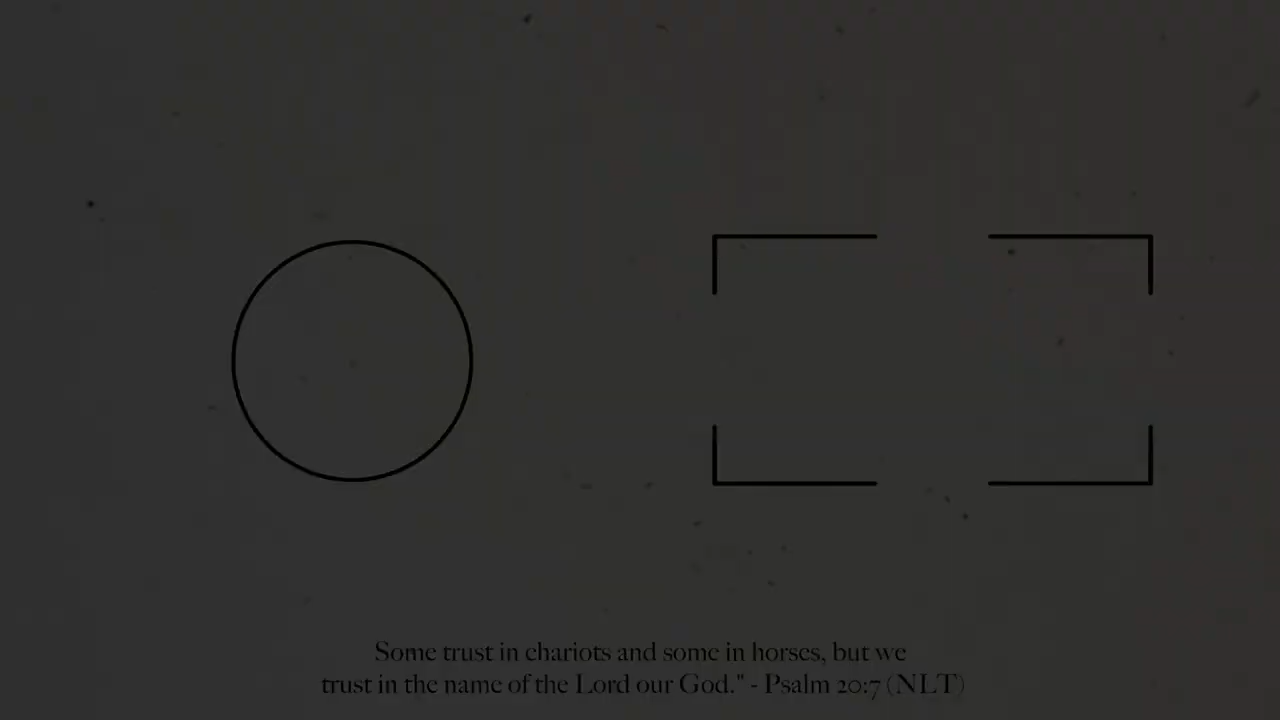 Some trust in chariots and some in horses, but we
trust in the name of the Lord our God." - Psalm 20:7 (NLT)